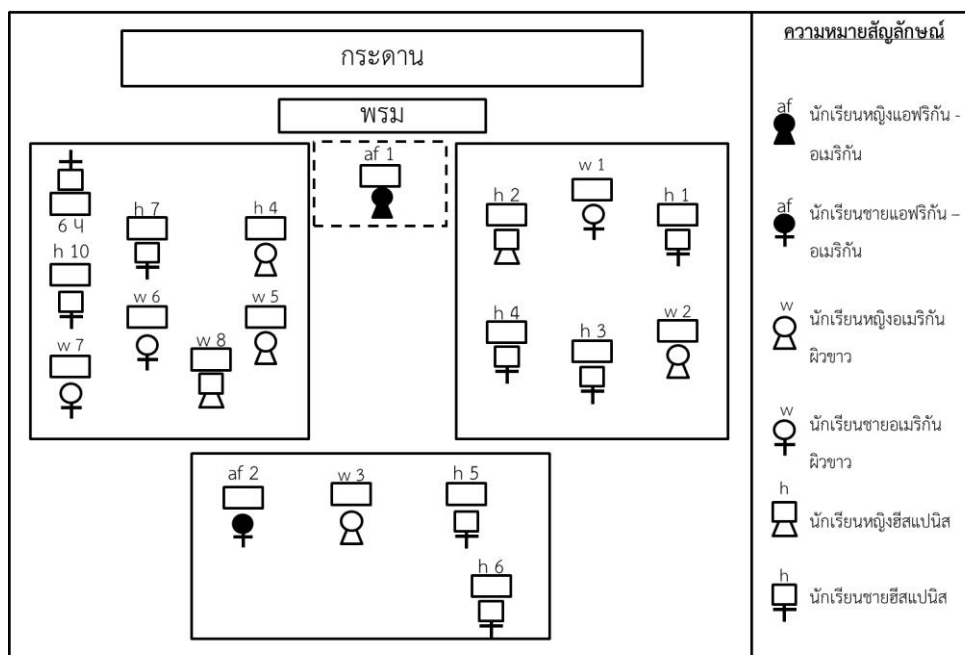 กระดาน
พรม
af 1
h 9
h 7
h 4
h 10
w 6
w 5
w 7
w 8
h 2
w 1
h 1
h 4
h 3
w 2
af 2
w 3
h 5
h 6
ความหมายสัญลักษณ์
af
นักเรียนหญิงแอฟริกัน -
อเมริกัน
af
นักเรียนชายแอฟริกัน –
อเมริกัน
w
นักเรียนหญิงอเมริกัน
ผิวขาว
w
นักเรียนชายอเมริกัน
ผิวขาว
h
นักเรียนหญิงฮีสแปนิส
h
นักเรียนชายฮีสแปนิส